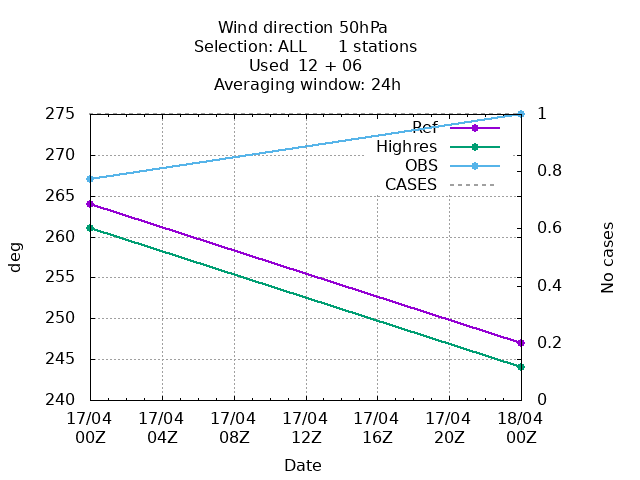 Wind direction 50hPa
Selection: ALL 1 stations
Used 12 + 06
Averaging window: 24h
275
270
265
260
255
250
245
240
deg
1
0.8
0.6
0.4
0.2
0
No cases
Ref
Highres
OBS
CASES
17/04 17/04 17/04 17/04 17/04 17/04 18/04
00Z 04Z 08Z 12Z 16Z 20Z 00Z
Date